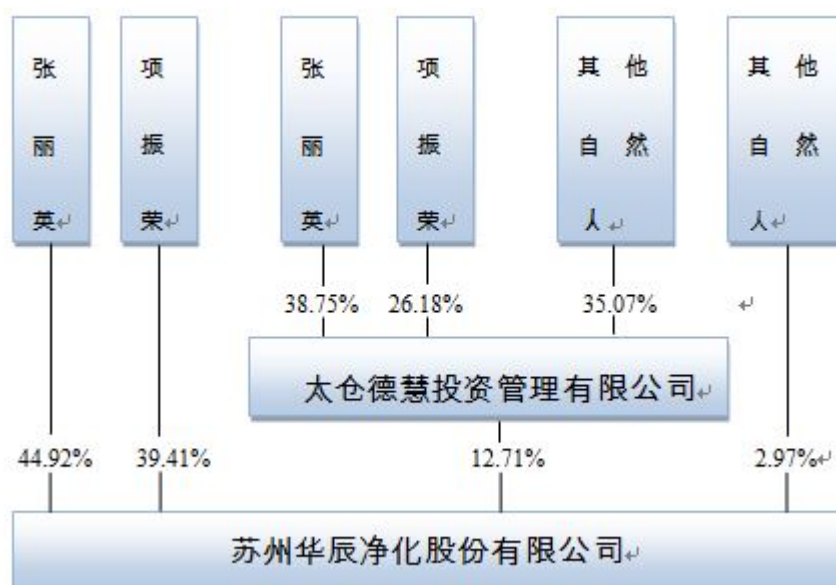 张丽英
项振荣
张丽英
项振荣
其他自然人
其他自然人
38.75%
26.18%
35.07%
太仓德慧投资管理有限公司
44.92%
39.41%
12.71%
2.97%
苏州华辰净化股份有限公司